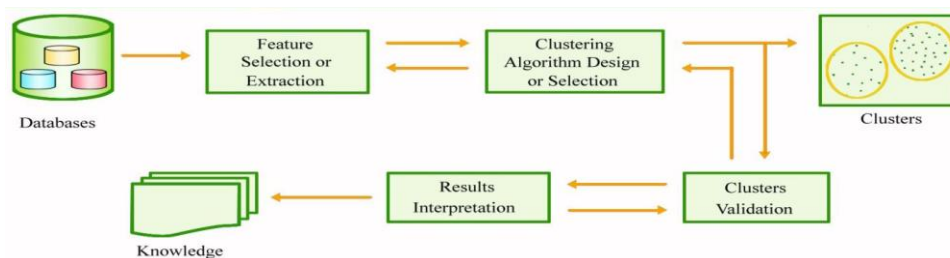 Databases
Feature
Selection or
Extraction
Clustering
Algorithm Design
or Selection
Clusters
Clusters
Validation
Results
Interpretation
Knowledge